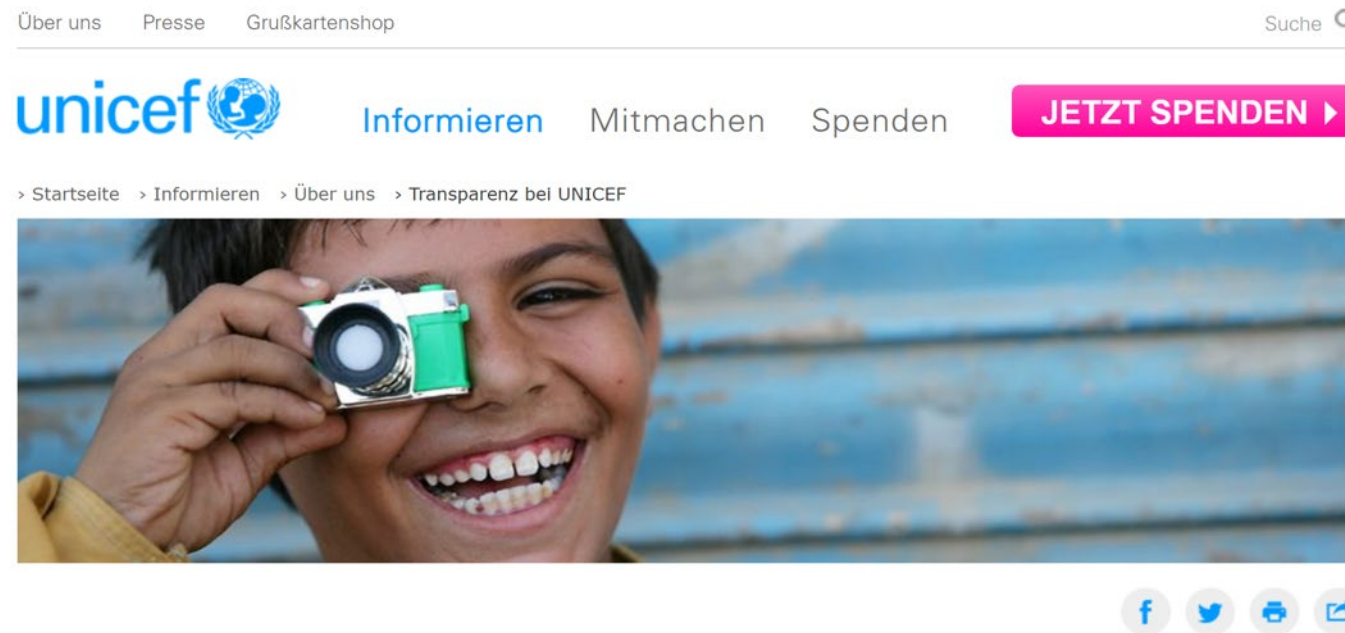 Über uns Presse Grußkartenshop Suche
unicef Informieren Mitmachen Spenden JETZT SPENDEN
› Startseite › Informieren › Über uns › Transparenz bei UNICEF
f